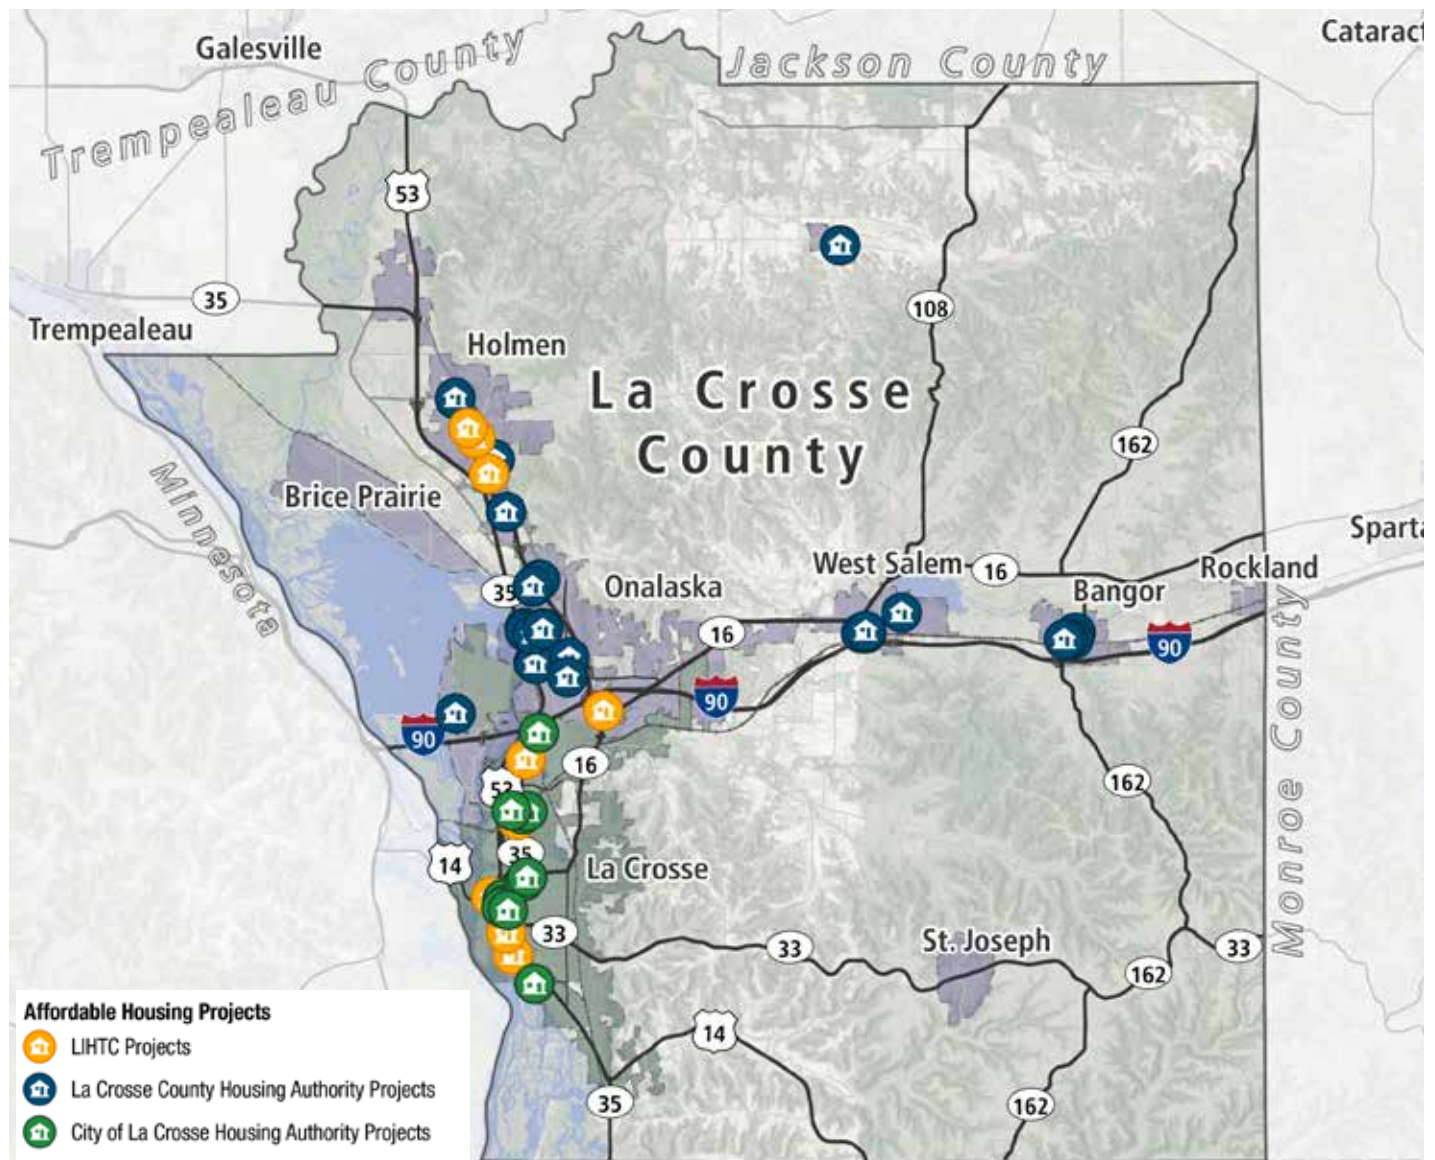 Cataract
Galesville
Trempealeau County
Jackson County
53
35
108
Trempealeau
Holmen
La Crosse
County
162
Brice Prairie
Minnesota
Sparta
West Salem
16
Rockland
Bangor
35
Onalaska
16
90
90
90
Monroe County
16
53
162
35
14
La Crosse
33
33
St. Joseph
33
162
14
35
162
Affordable Housing Projects
LIHTC Projects
La Crosse County Housing Authority Projects
City of La Crosse Housing Authority Projects